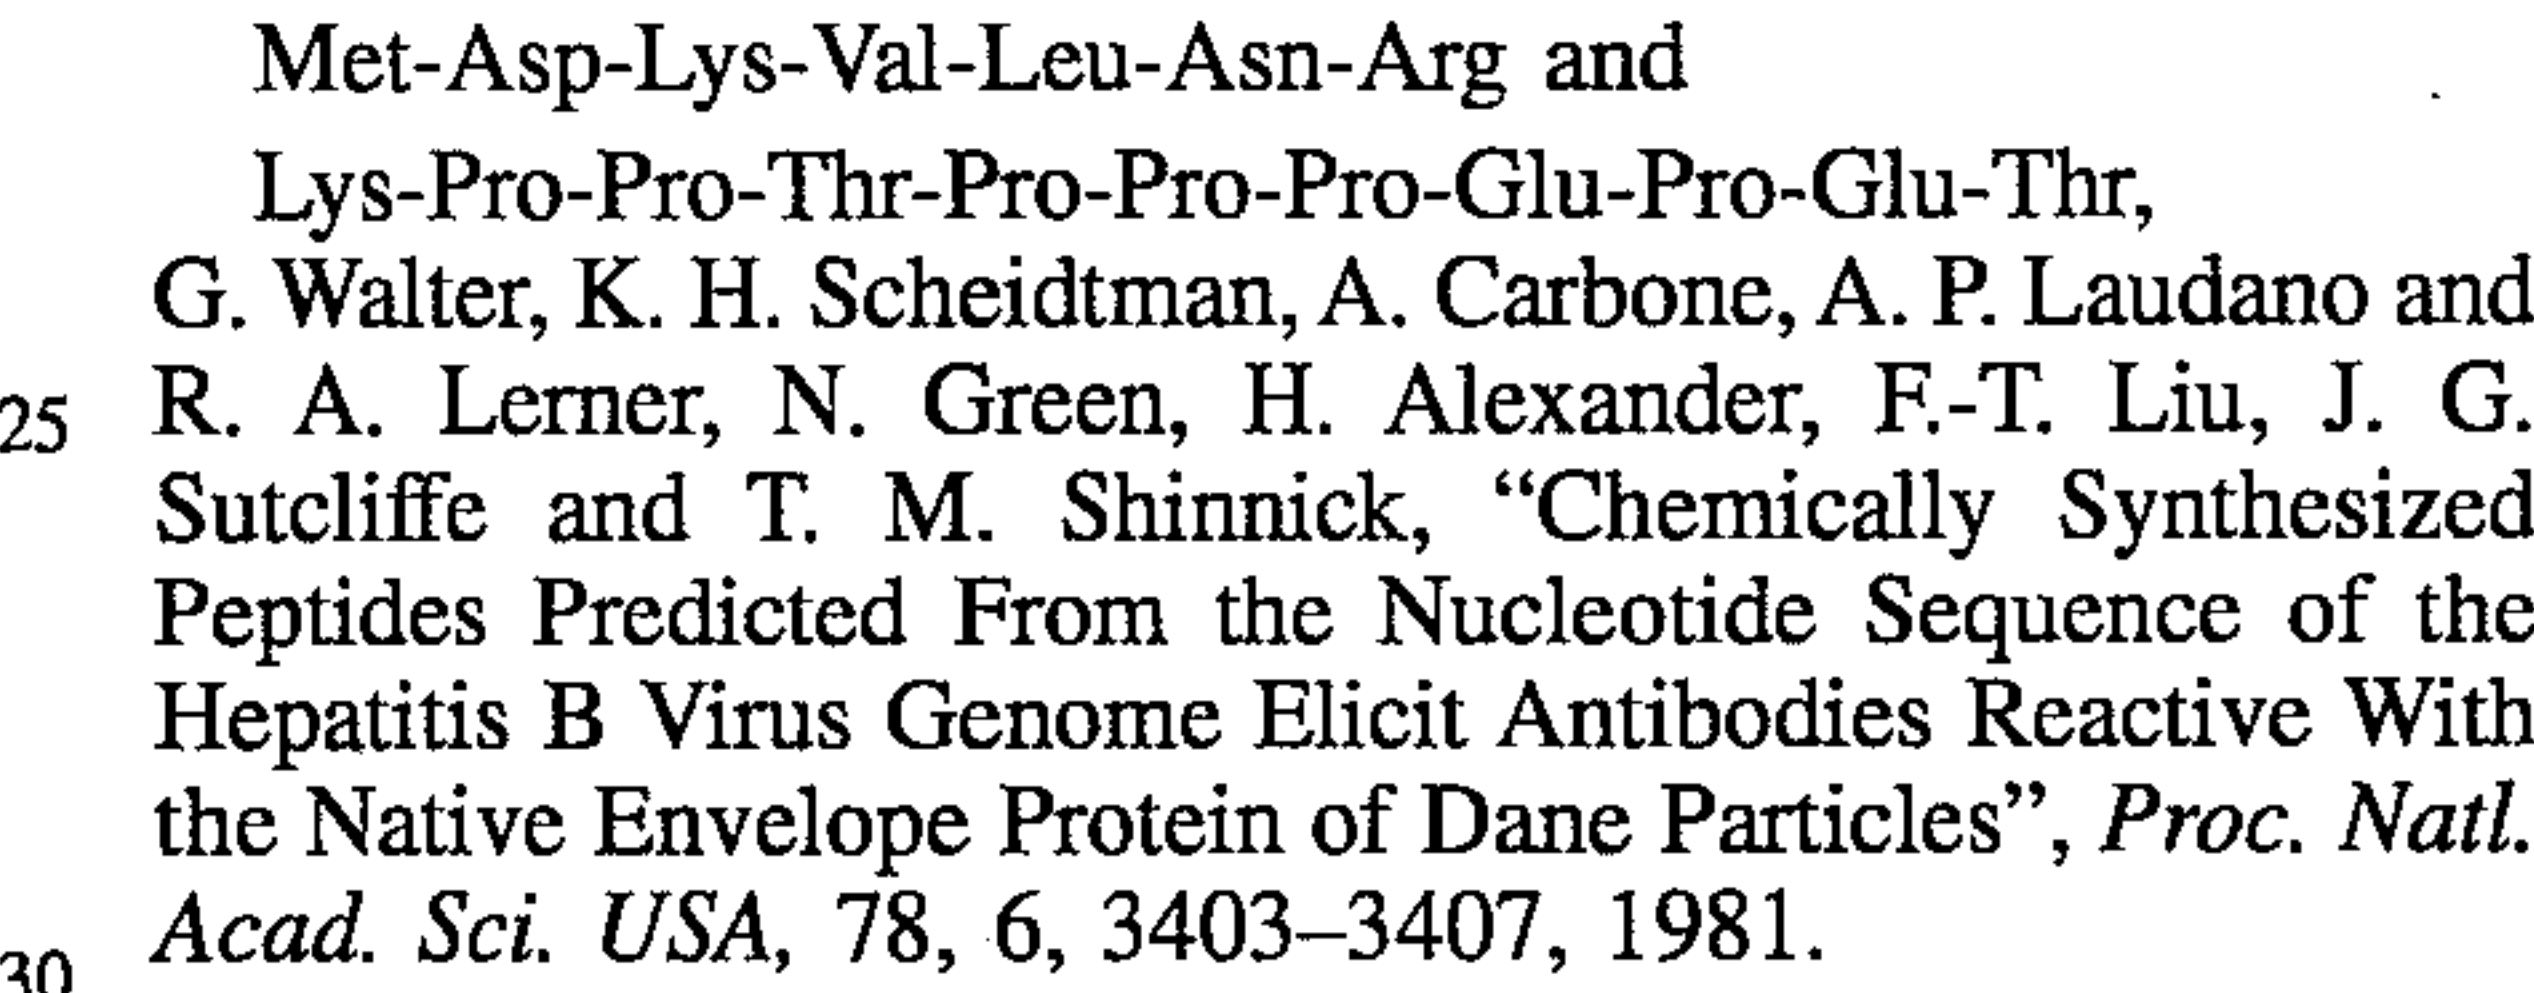 Met-Asp-Lys-Val-Leu-Asn-Arg and
Lys-Pro-Pro-Thr-Pro-Pro-Pro-Glu-Pro-Glu-Thr,
G. Walter, K. H. Scheidtman, A. Carbone, A. P. Laudano and
25 R. A. Lerner, N. Green, H. Alexander, F.-T. Liu, J. G.
Sutcliffe and T. M. Shinnick, “Chemically Synthesized
Peptides Predicted From the Nucleotide Sequence of the
Hepatitis B Virus Genome Elicit Antibodies Reactive With
the Native Envelope Protein of Dane Particles”, Proc. Natl.
30 Acad. Sci. USA, 78, 6, 3403–3407, 1981.